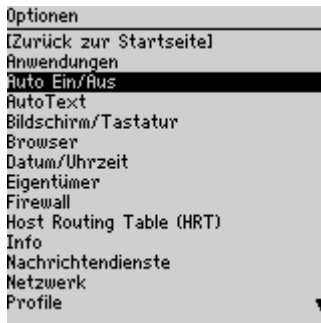 Optionen
[Zurück zur Startseite]
Anwendungen
Auto Ein/Aus
AutoText
Bildschirm/Tastatur
Browser
Datum/Uhrzeit
Eigentümer
Firewall
Host Routing Table (HRT)
Info
Nachrichtendienste
Netzwerk
Profile